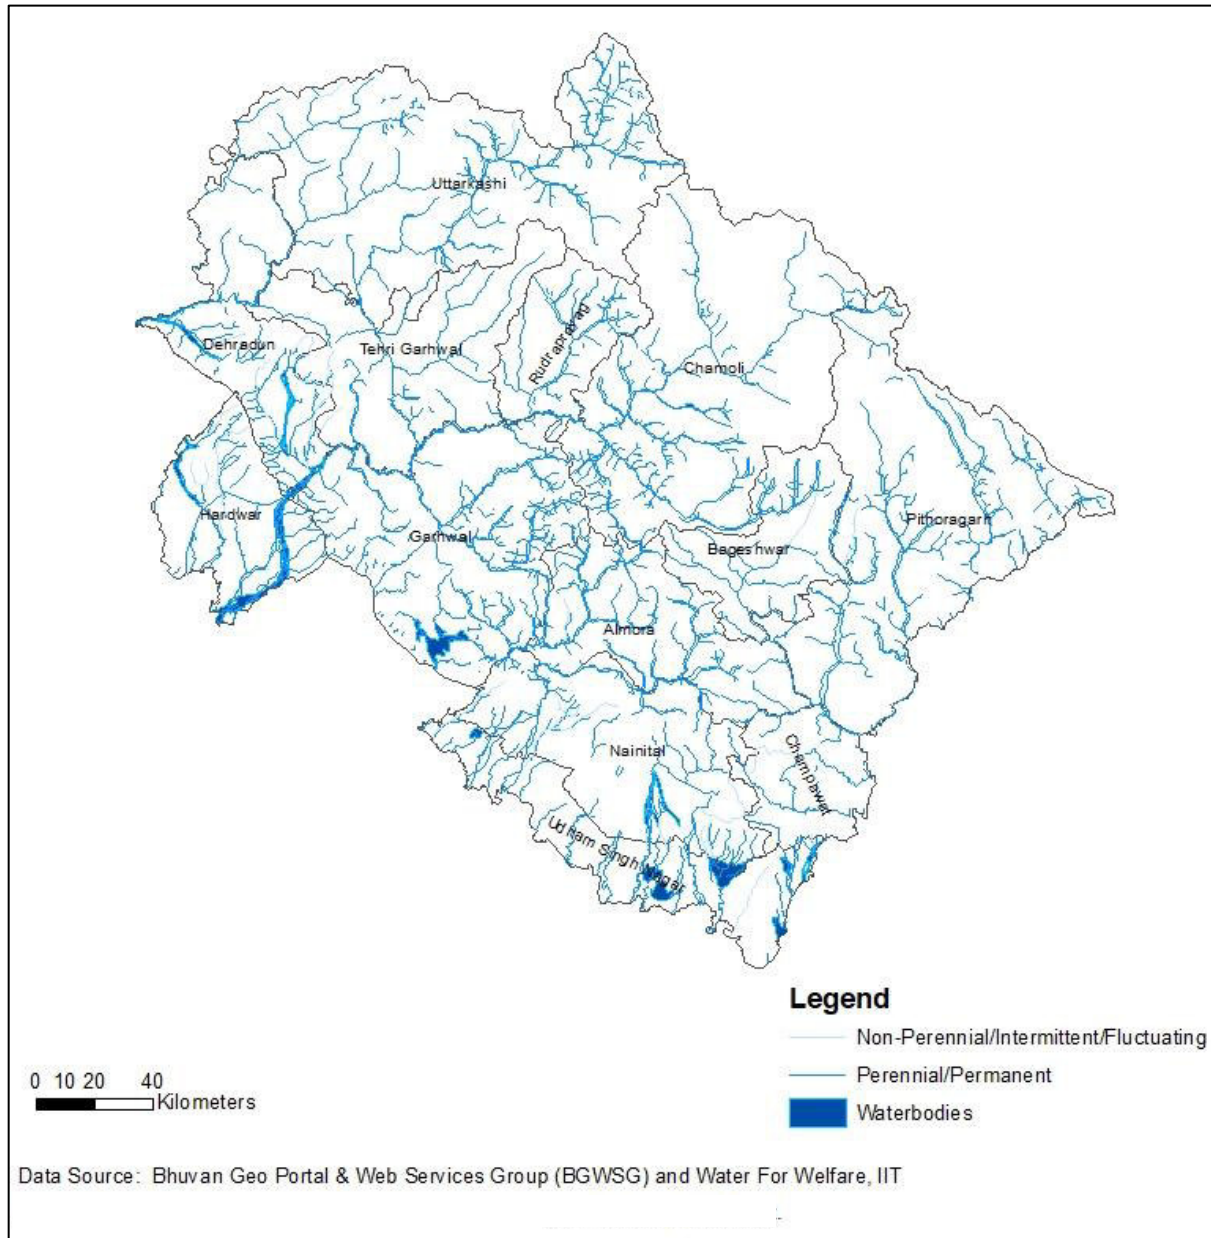 Uttarkashi
Dehradun
Tehri Garhwal
Rudraprayag
Chamoli
Hardwar
Garhwal
Pithoragarh
Bageshwar
Almora
Nainital
Champawat
Udham Singh Nagar
Legend
Non-Perennial/Intermittent/Fluctuating
Perennial/Permanent
Waterbodies
0 10 20 40
Kilometers
Data Source: Bhuvan Geo Portal & Web Services Group (BGWSG) and Water For Welfare, IIT